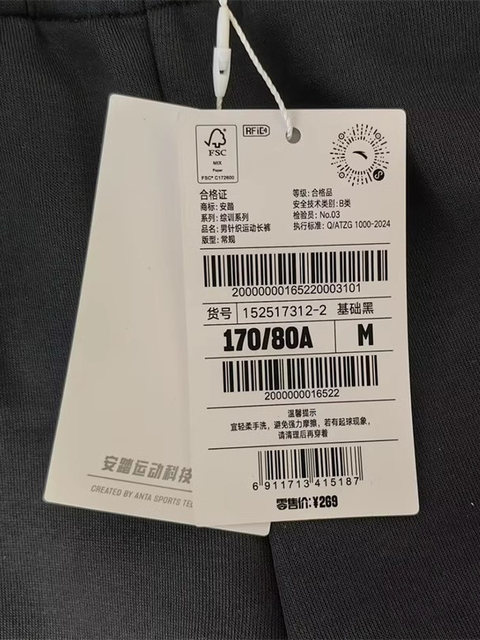 RFID
FSC
MIX
Paper
FSC® C172600
合格证
商标: 安踏
系列: 综训系列
品名: 男针织运动长裤
版型: 常规
等级: 合格品
安全技术类别: B类
检验员: No.03
执行标准: Q/ATZG 1000-2024
2000000165220003101
货号 152517312-2 基础黑
170/80A M
2000000016522
温馨提示
宜轻柔手洗，避免强力摩擦，若有起球现象，
请清理后再穿着
6 911713 415187
零售价: ¥269
安踏运动科技
CREATED BY ANTA SPORTS TE